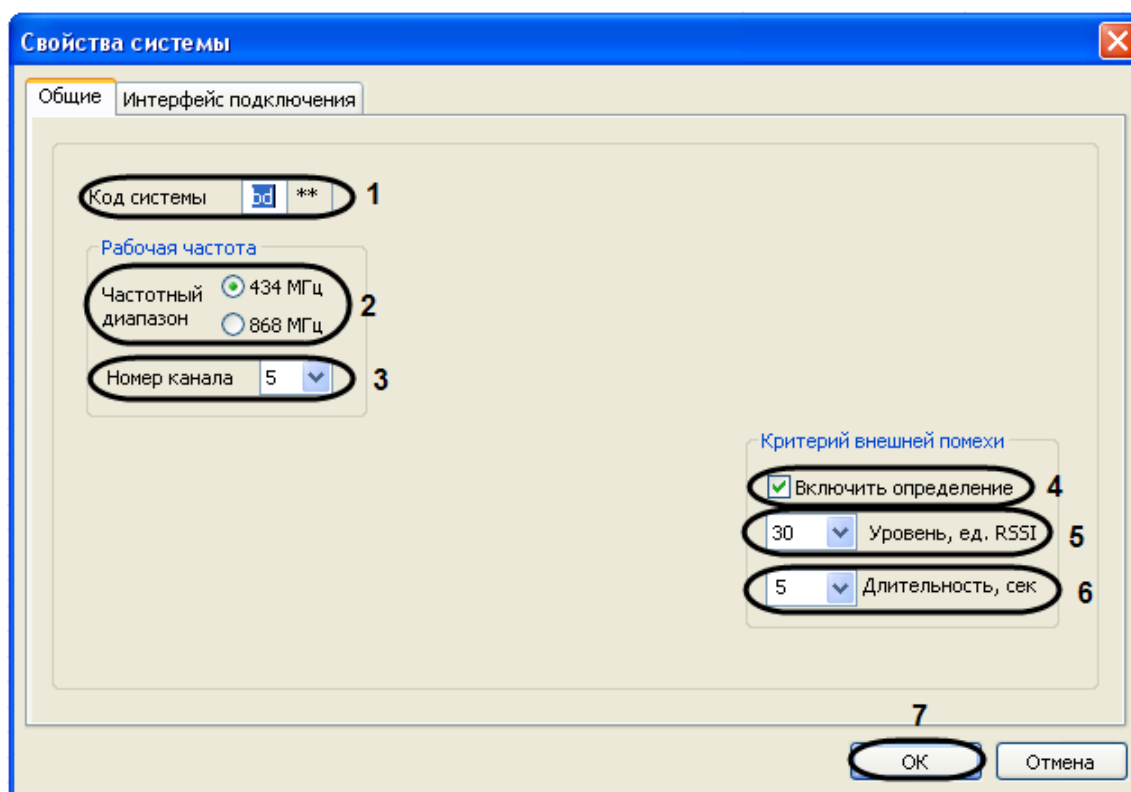 Свойства системы
Общие
Интерфейс подключения
Код системы bd ** 1
Рабочая частота
Частотный диапазон
434 МГц
868 МГц
2
Номер канала 5 3
Критерий внешней помехи
Включить определение 4
30 Уровень, ед. RSSI 5
5 Длительность, сек 6
7
ОК
Отмена